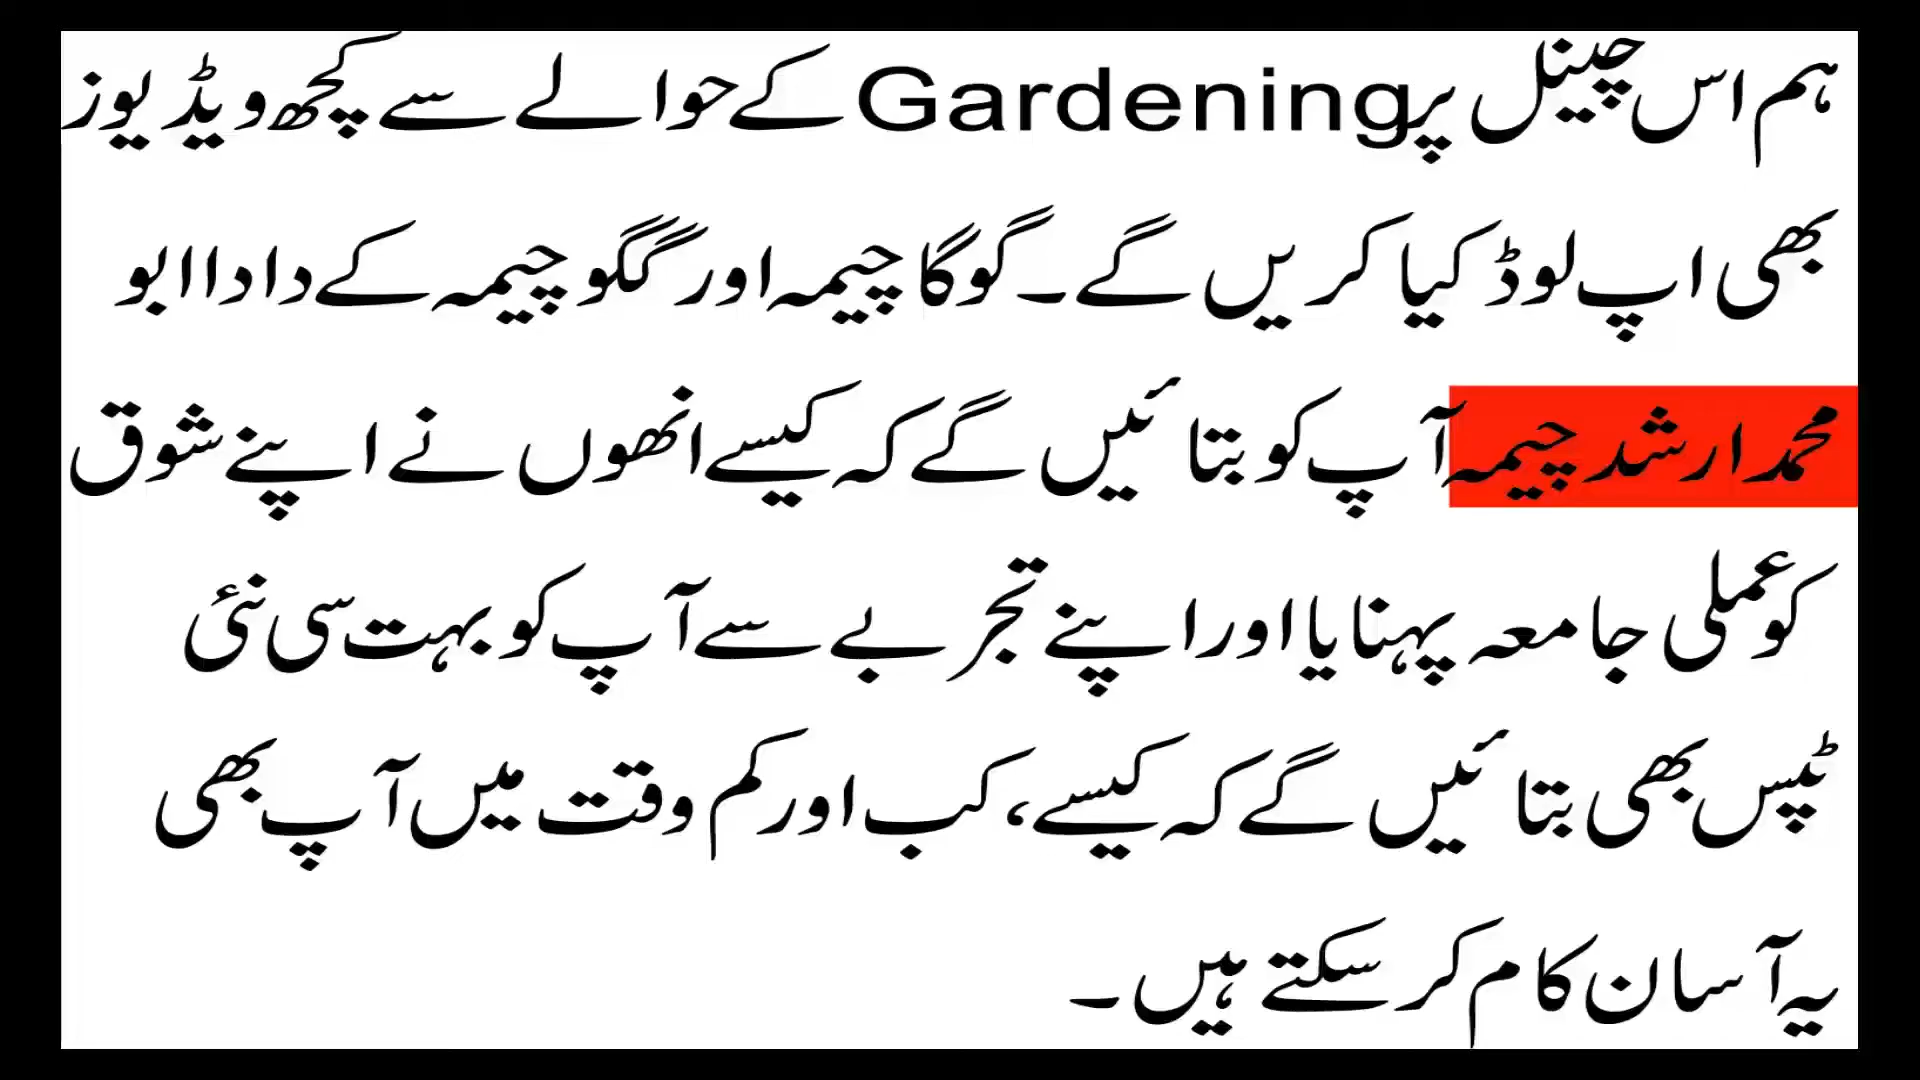 ہم اس چینل پر Gardening کے حوالے سے کچھ ویڈیوز
بھی اپ لوڈ کیا کریں گے۔ گوگا چیمہ اور گگو چیمہ کے دادا ابو
محمد ارشد چیمہ آپ کو بتائیں گے کہ کیسے انھوں نے اپنے شوق
کو عملی جامعہ پہنایا اور اپنے تجربے سے آپ کو بہت سی نئی
ٹپس بھی بتائیں گے کہ کیسے، کب اور کم وقت میں آپ بھی
یہ آسان کام کر سکتے ہیں۔